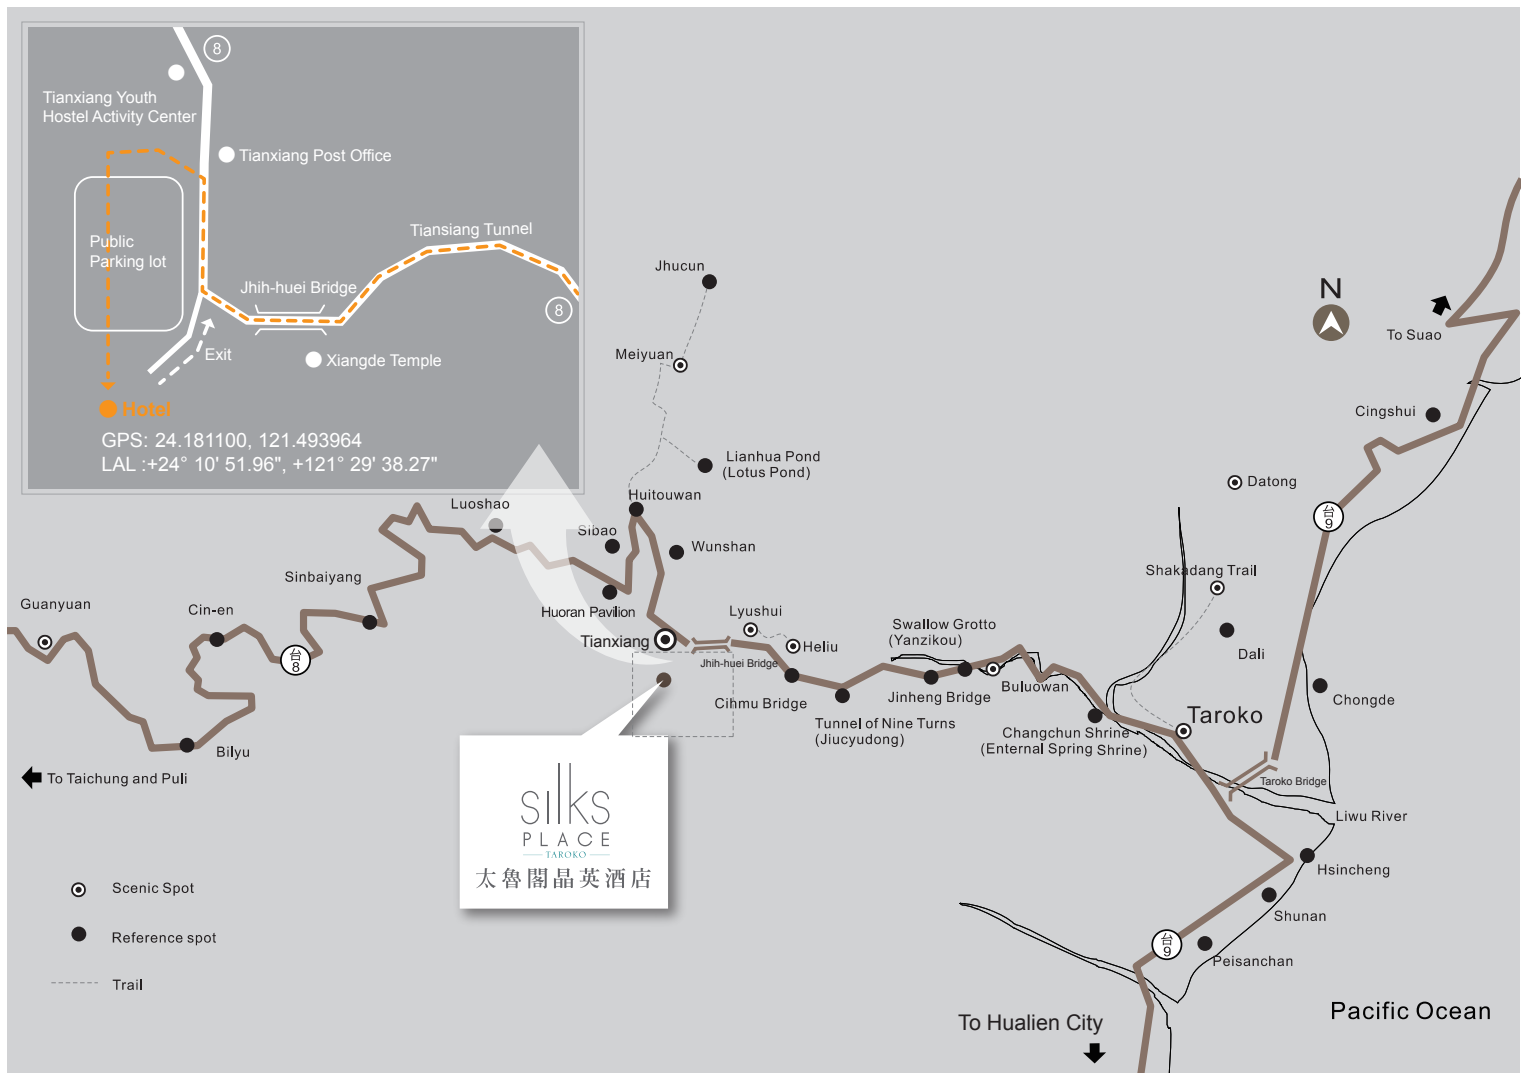 8
Tianxiang Youth
Hostel Activity Center
Tianxiang Post Office
Public
Parking lot
Tiansiang Tunnel
Jhih-huei Bridge
8
Exit
Xiangde Temple
Hotel
GPS: 24.181100, 121.493964
LAL :+24° 10' 51.96", +121° 29' 38.27"
Jhucun
Meiyuan
Lianhua Pond
(Lotus Pond)
Huitouwan
Luoshao
Sibao
Wunshan
Sinbaiyang
Guanyuan
Cin-en
Huoran Pavilion
Tianxiang
台
8
Bilyu
To Taichung and Puli
Lyushui
Heliu
Jhih-huei Bridge
Cihmu Bridge
Swallow Grotto
(Yanzikou)
Jinheng Bridge
Buluowan
Tunnel of Nine Turns
(Jiucyudong)
Changchun Shrine
(Enternal Spring Shrine)
N
To Suao
Cingshui
Datong
台
9
Shakadang Trail
Dali
Chongde
Taroko
Taroko Bridge
Liwu River
Hsincheng
Shunan
台
9
Peisanchan
To Hualien City
Pacific Ocean
silks
PLACE
TAROKO
太魯閣晶英酒店
Scenic Spot
Reference spot
Trail